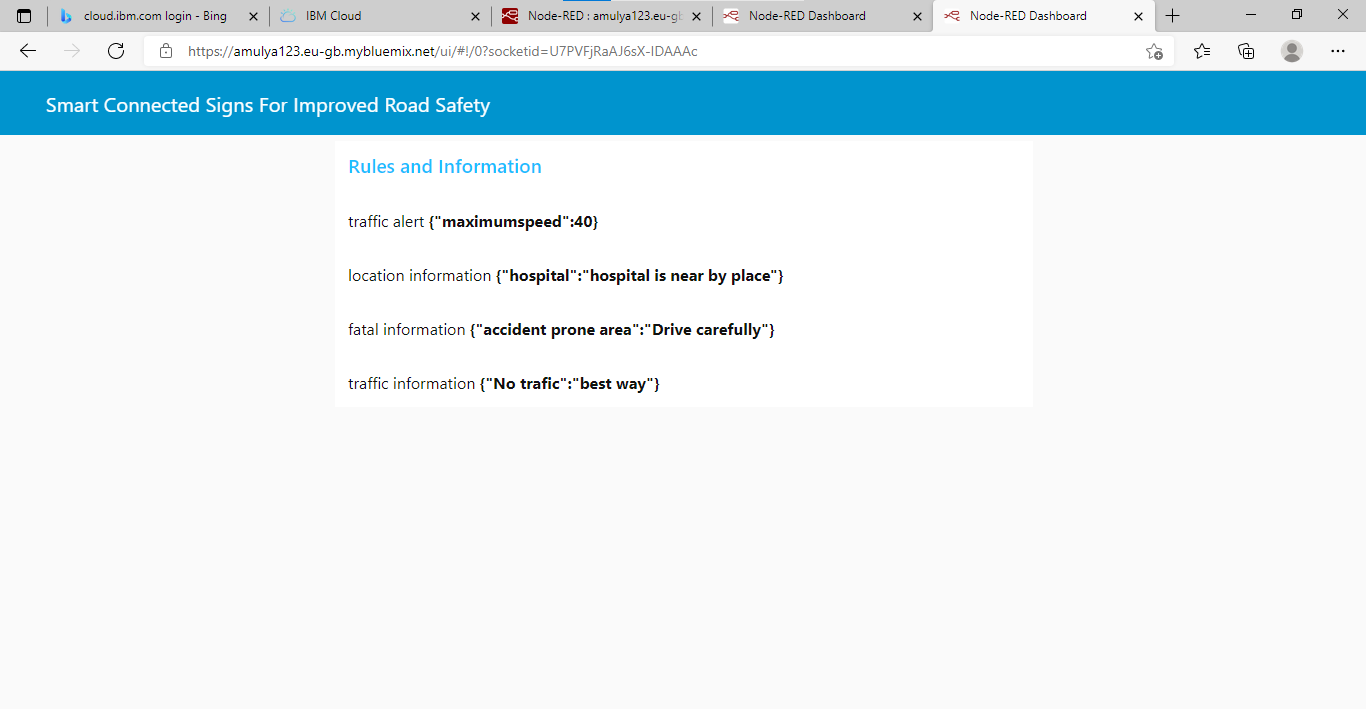 cloud.ibm.com login - Bing
IBM Cloud
Node-RED : amulya123.eu-gb
Node-RED Dashboard
Node-RED Dashboard
https://amulya123.eu-gb.mybluemix.net/ui/#!/0?socketid=U7PVFjRaAJ6sX-IDAAAc
Smart Connected Signs For Improved Road Safety
Rules and Information
traffic alert {"maximumspeed":40}
location information {"hospital":"hospital is near by place"}
fatal information {"accident prone area":"Drive carefully"}
traffic information {"No trafic":"best way"}